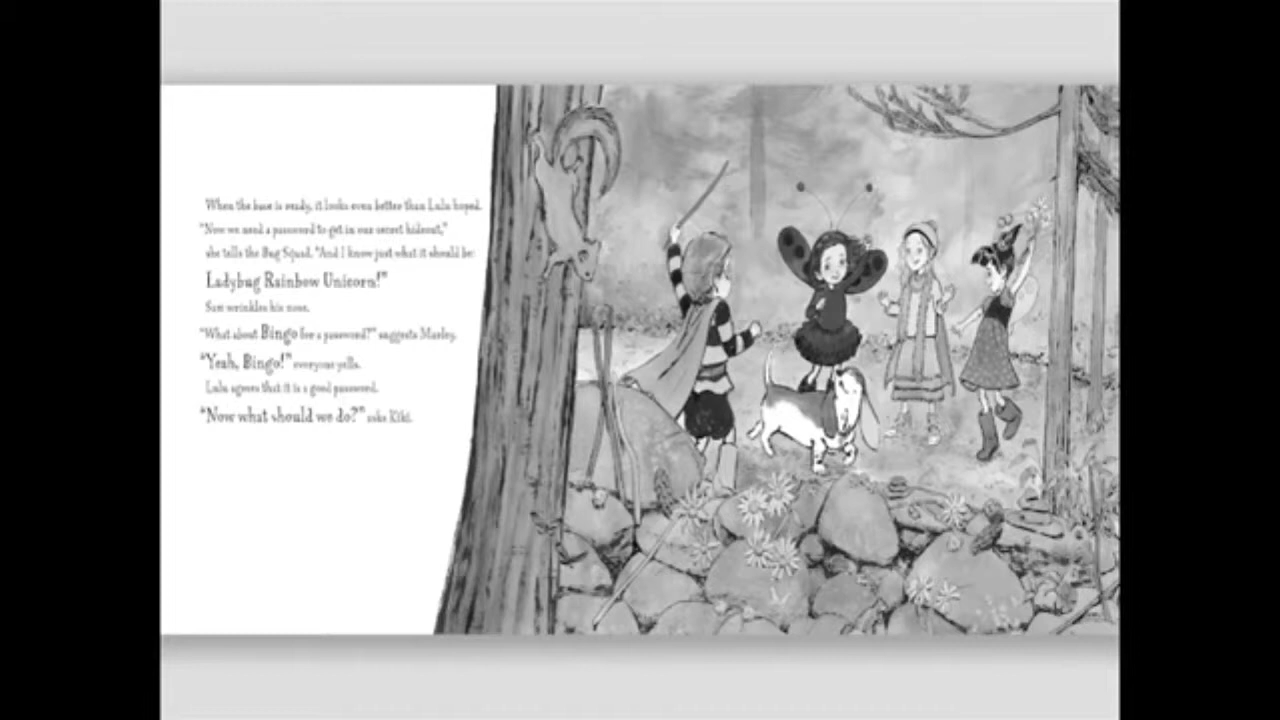 When the base is ready, it looks even better than Lulu hoped.
"Now we need a password to get in our secret hideout,"
she tells the Bug Squad. "And I know just what it should be:
Ladybug Rainbow Unicorn!"
Sam wrinkles his nose.
"What about Bingo for a password?" suggests Marley.
"Yeah, Bingo!" everyone yells.
Lulu agrees that it is a good password.
"Now what should we do?" asks Kiki.